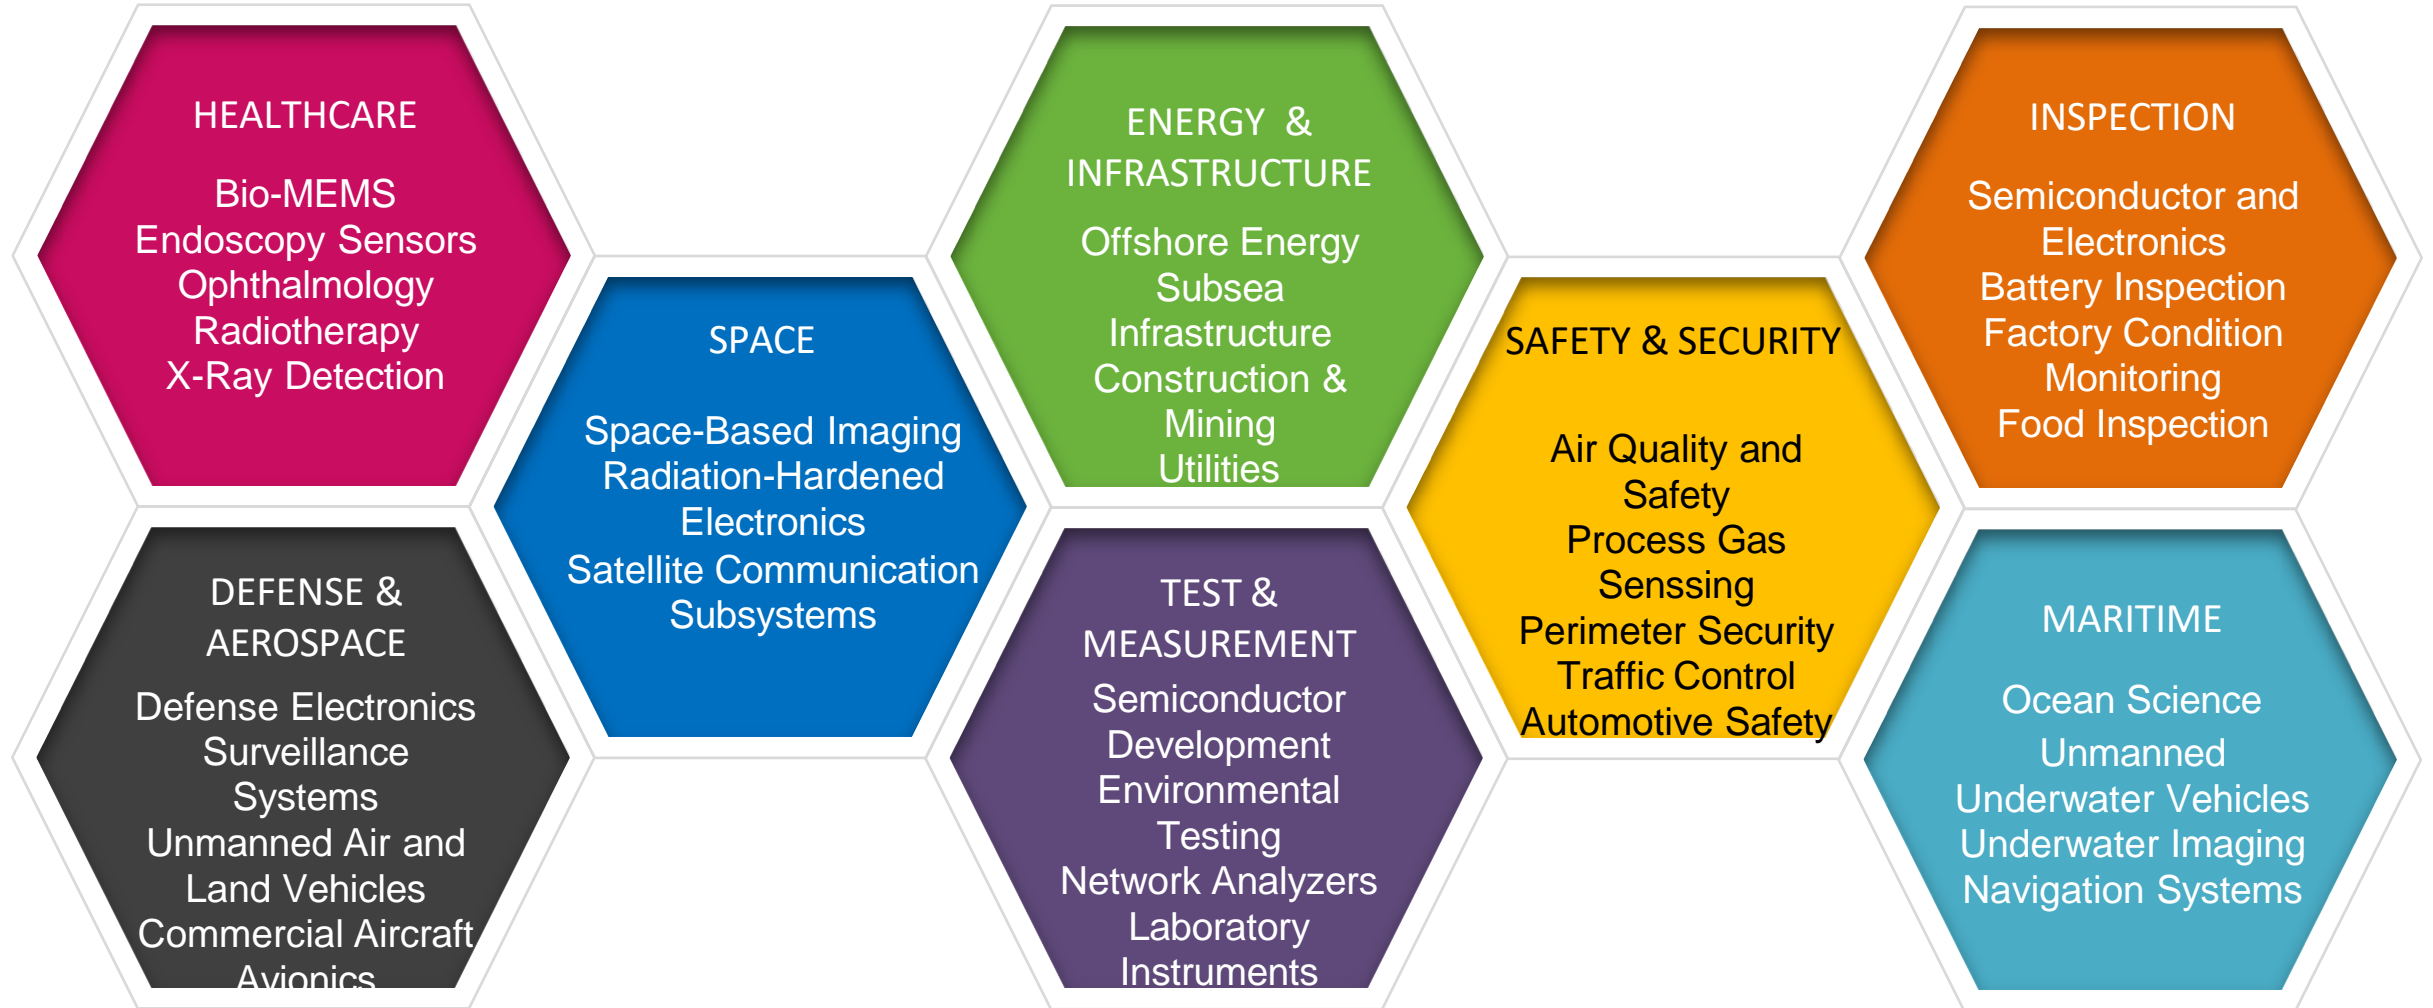 HEALTHCARE
Bio-MEMS
Endoscopy Sensors
Ophthalmology
Radiotherapy
X-Ray Detection
DEFENSE &
AEROSPACE
Defense Electronics
Surveillance
Systems
Unmanned Air and
Land Vehicles
Commercial Aircraft
Avionics
SPACE
Space-Based Imaging
Radiation-Hardened
Electronics
Satellite Communication
Subsystems
ENERGY &
INFRASTRUCTURE
Offshore Energy
Subsea
Infrastructure
Construction &
Mining
Utilities
TEST &
MEASUREMENT
Semiconductor
Development
Environmental
Testing
Network Analyzers
Laboratory
Instruments
SAFETY & SECURITY
Air Quality and
Safety
Process Gas
Senssing
Perimeter Security
Traffic Control
Automotive Safety
INSPECTION
Semiconductor and
Electronics
Battery Inspection
Factory Condition
Monitoring
Food Inspection
MARITIME
Ocean Science
Unmanned
Underwater Vehicles
Underwater Imaging
Navigation Systems